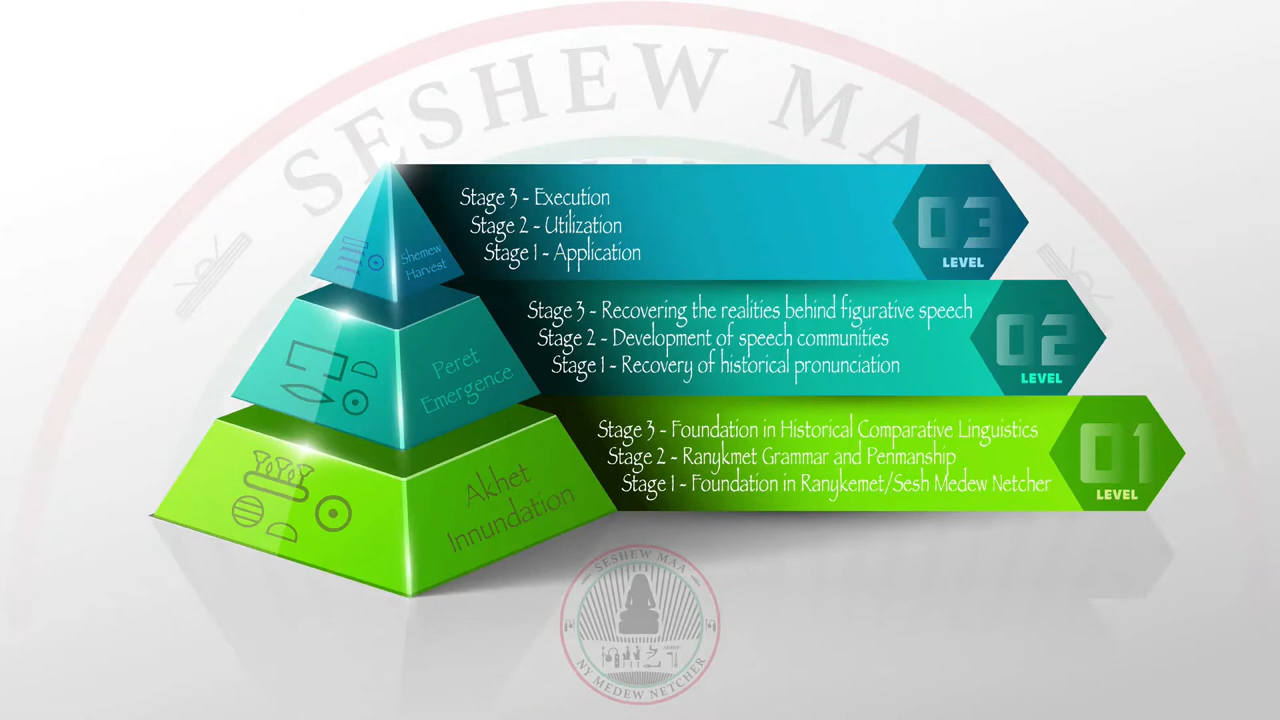 SESHEW MAA
Stage 3 - Execution
Stage 2 - Utilization
Stage 1 - Application
03
LEVEL
Shemew
Harvest
Stage 3 - Recovering the realities behind figurative speech
Stage 2 - Development of speech communities
Stage 1 - Recovery of historical pronunciation
02
LEVEL
Peret
Emergence
Stage 3 - Foundation in Historical Comparative Linguistics
Stage 2 - Ranykmet Grammar and Penmanship
Stage 1 - Foundation in Ranykemet/Sesh Medew Netcher
01
LEVEL
Akhet
Innundation
SESHEW MAA
NY MEDEW NETCHER